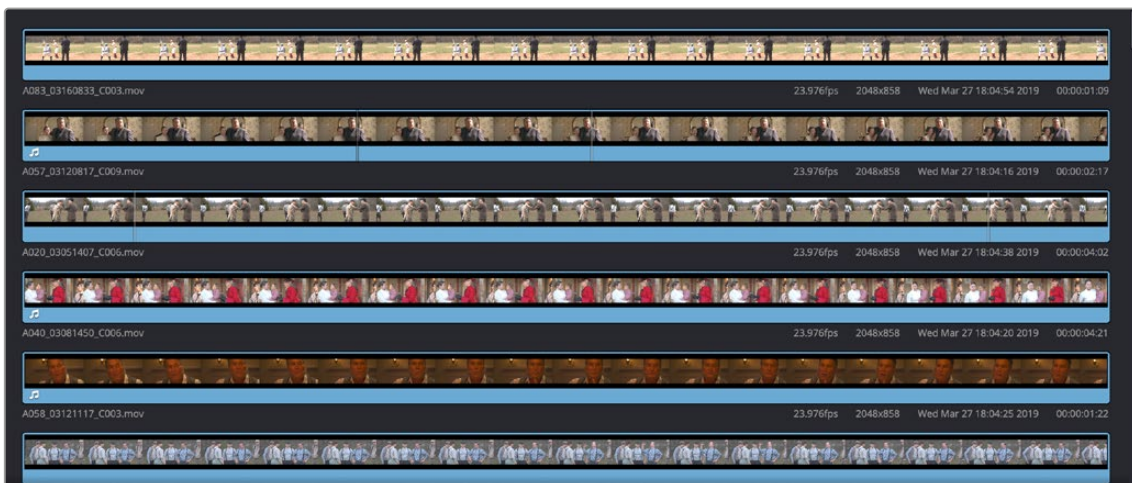 A083_03160833_C003.mov 23.976fps 2048x858 Wed Mar 27 18:04:54 2019 00:00:01:09
A057_03120817_C009.mov 23.976fps 2048x858 Wed Mar 27 18:04:16 2019 00:00:02:17
A020_03051407_C006.mov 23.976fps 2048x858 Wed Mar 27 18:04:38 2019 00:00:04:02
A040_03081450_C006.mov 23.976fps 2048x858 Wed Mar 27 18:04:20 2019 00:00:04:21
A058_03121117_C003.mov 23.976fps 2048x858 Wed Mar 27 18:04:25 2019 00:00:01:22